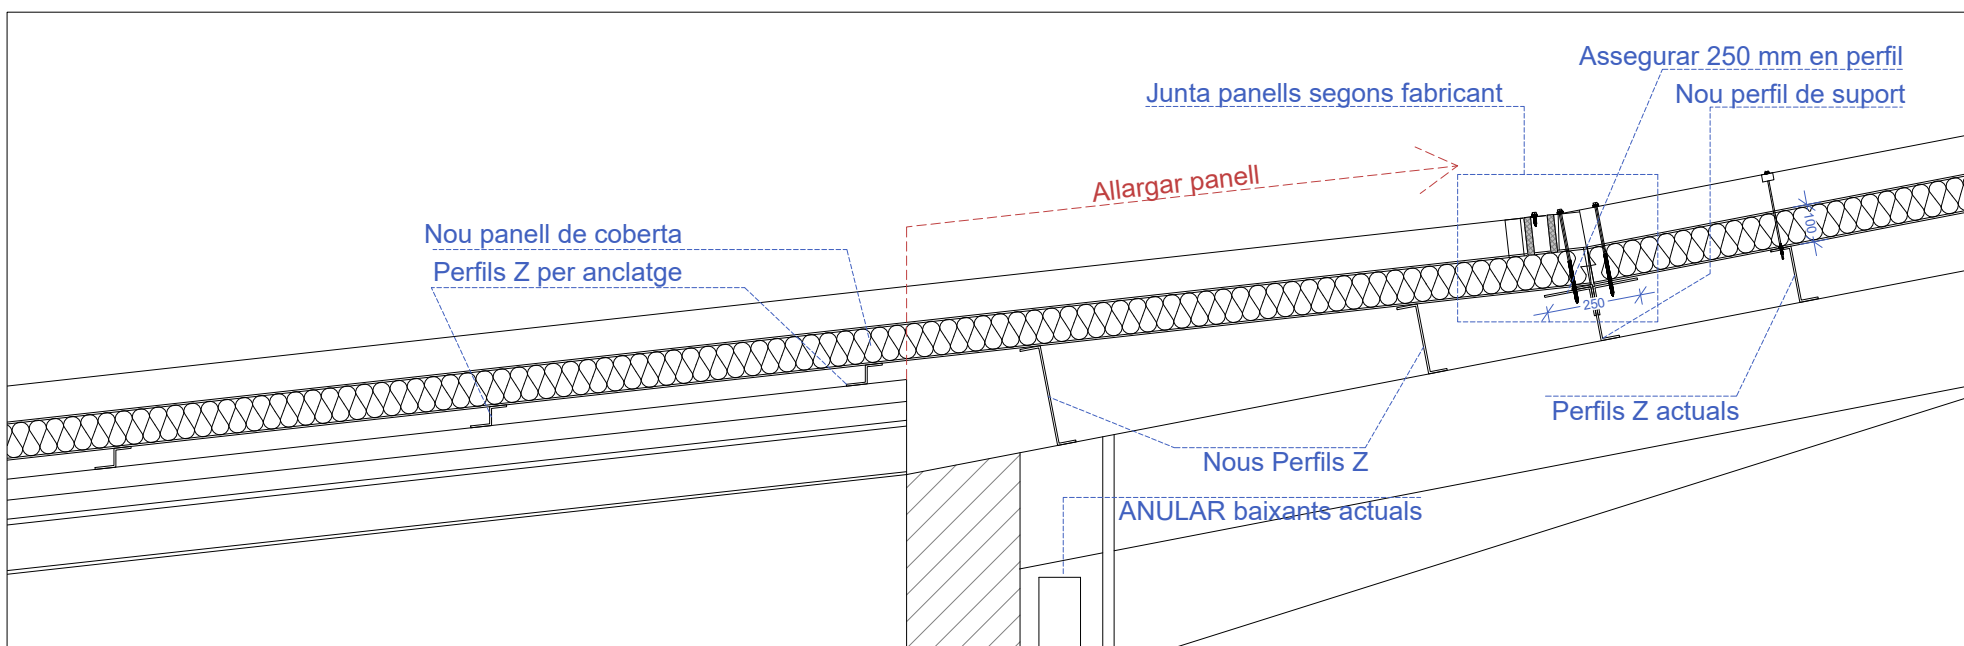 Assegurar 250 mm en perfil
Junta panells segons fabricant
Nou perfil de suport
Allargar panell
Nou panell de coberta
Perfils Z per anclatge
100
250
Perfils Z actuals
Nous Perfils Z
ANULAR baixants actuals